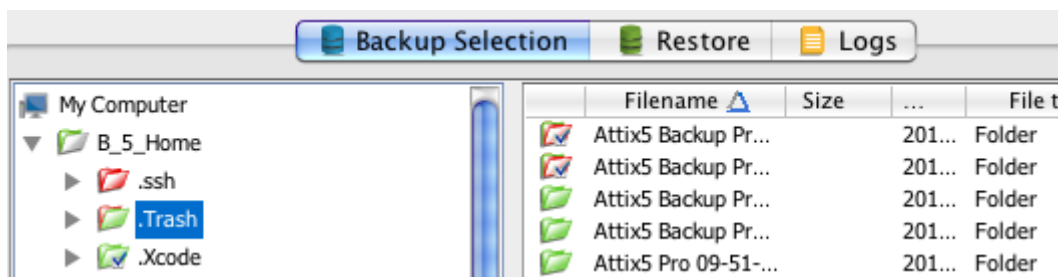 Backup Selection Restore Logs
My Computer
B_5_Home
.ssh
.Trash
.Xcode
Filename Size ... File t
Attix5 Backup Pr... 201... Folder
Attix5 Backup Pr... 201... Folder
Attix5 Backup Pr... 201... Folder
Attix5 Backup Pr... 201... Folder
Attix5 Pro 09-51-... 201... Folder